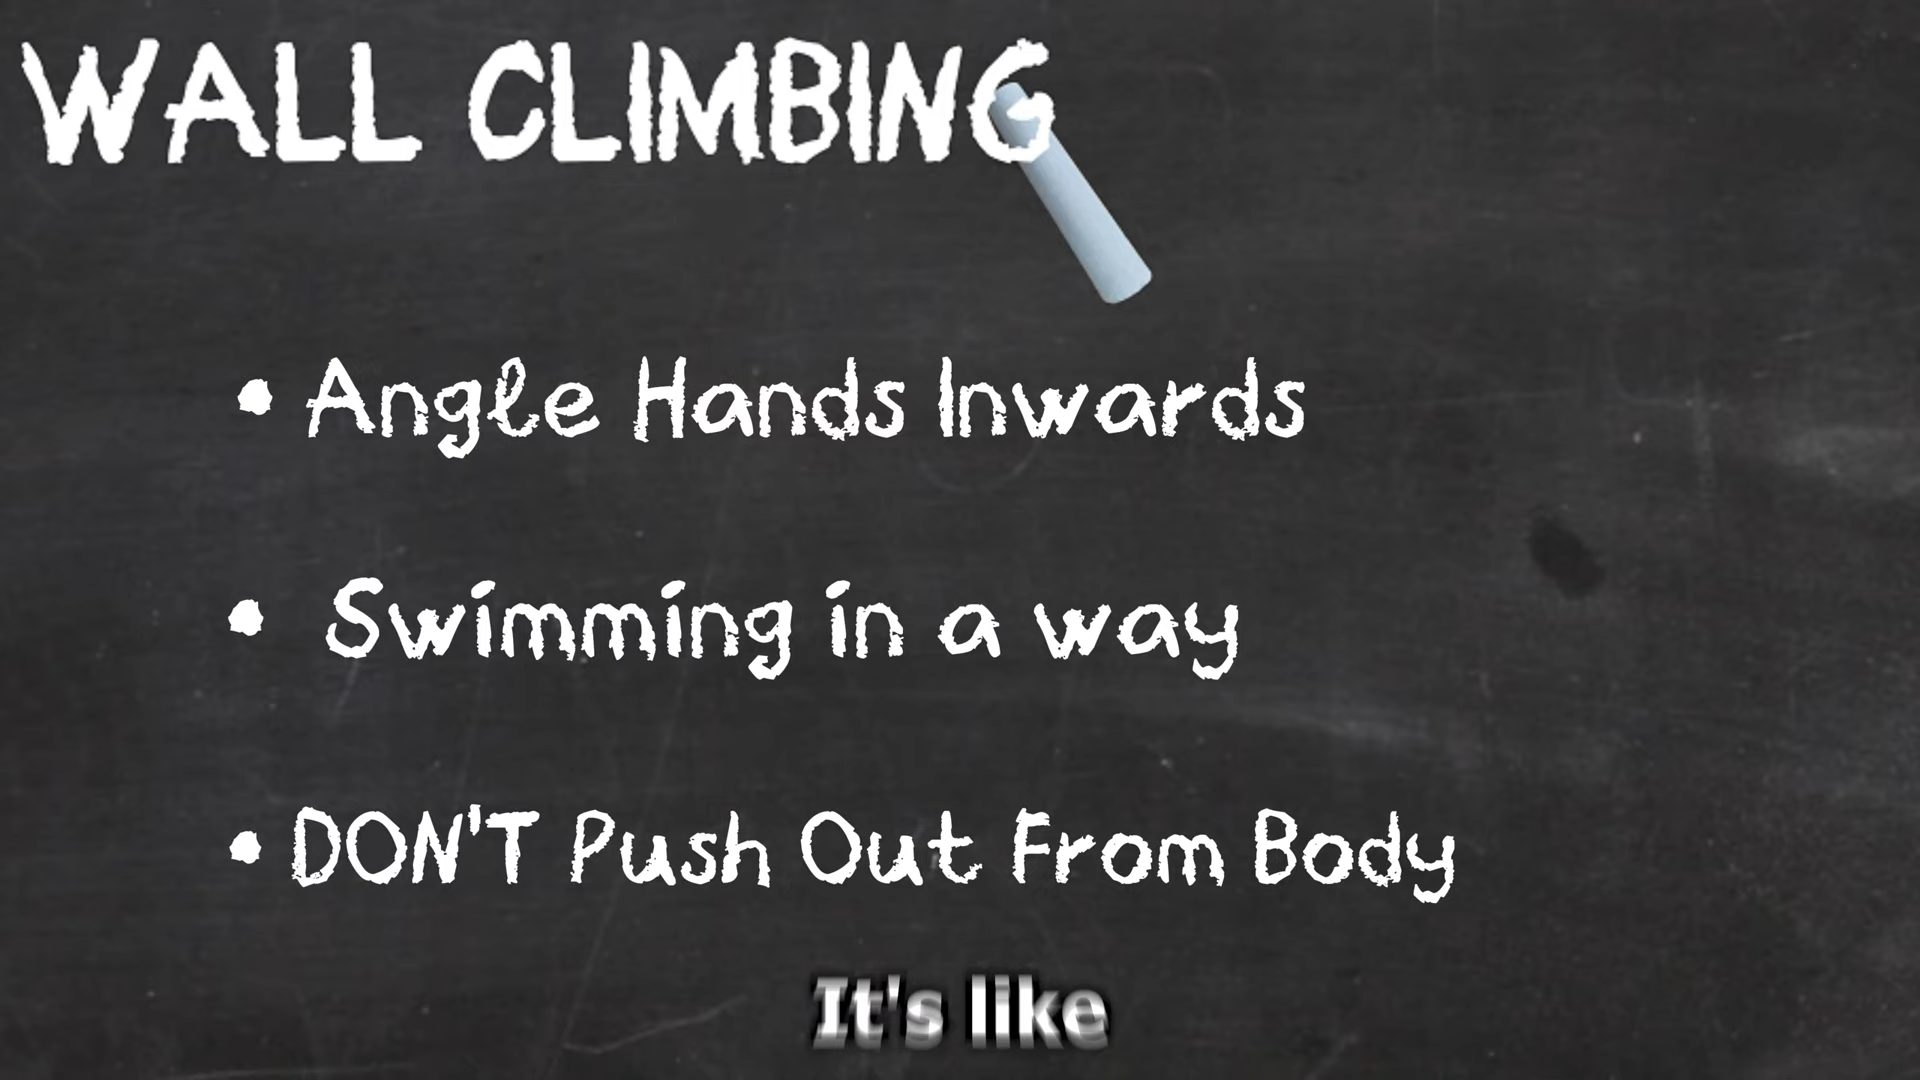 WALL CLIMBING
• Angle Hands Inwards
• Swimming in a way
• DON'T Push Out From Body
It's like